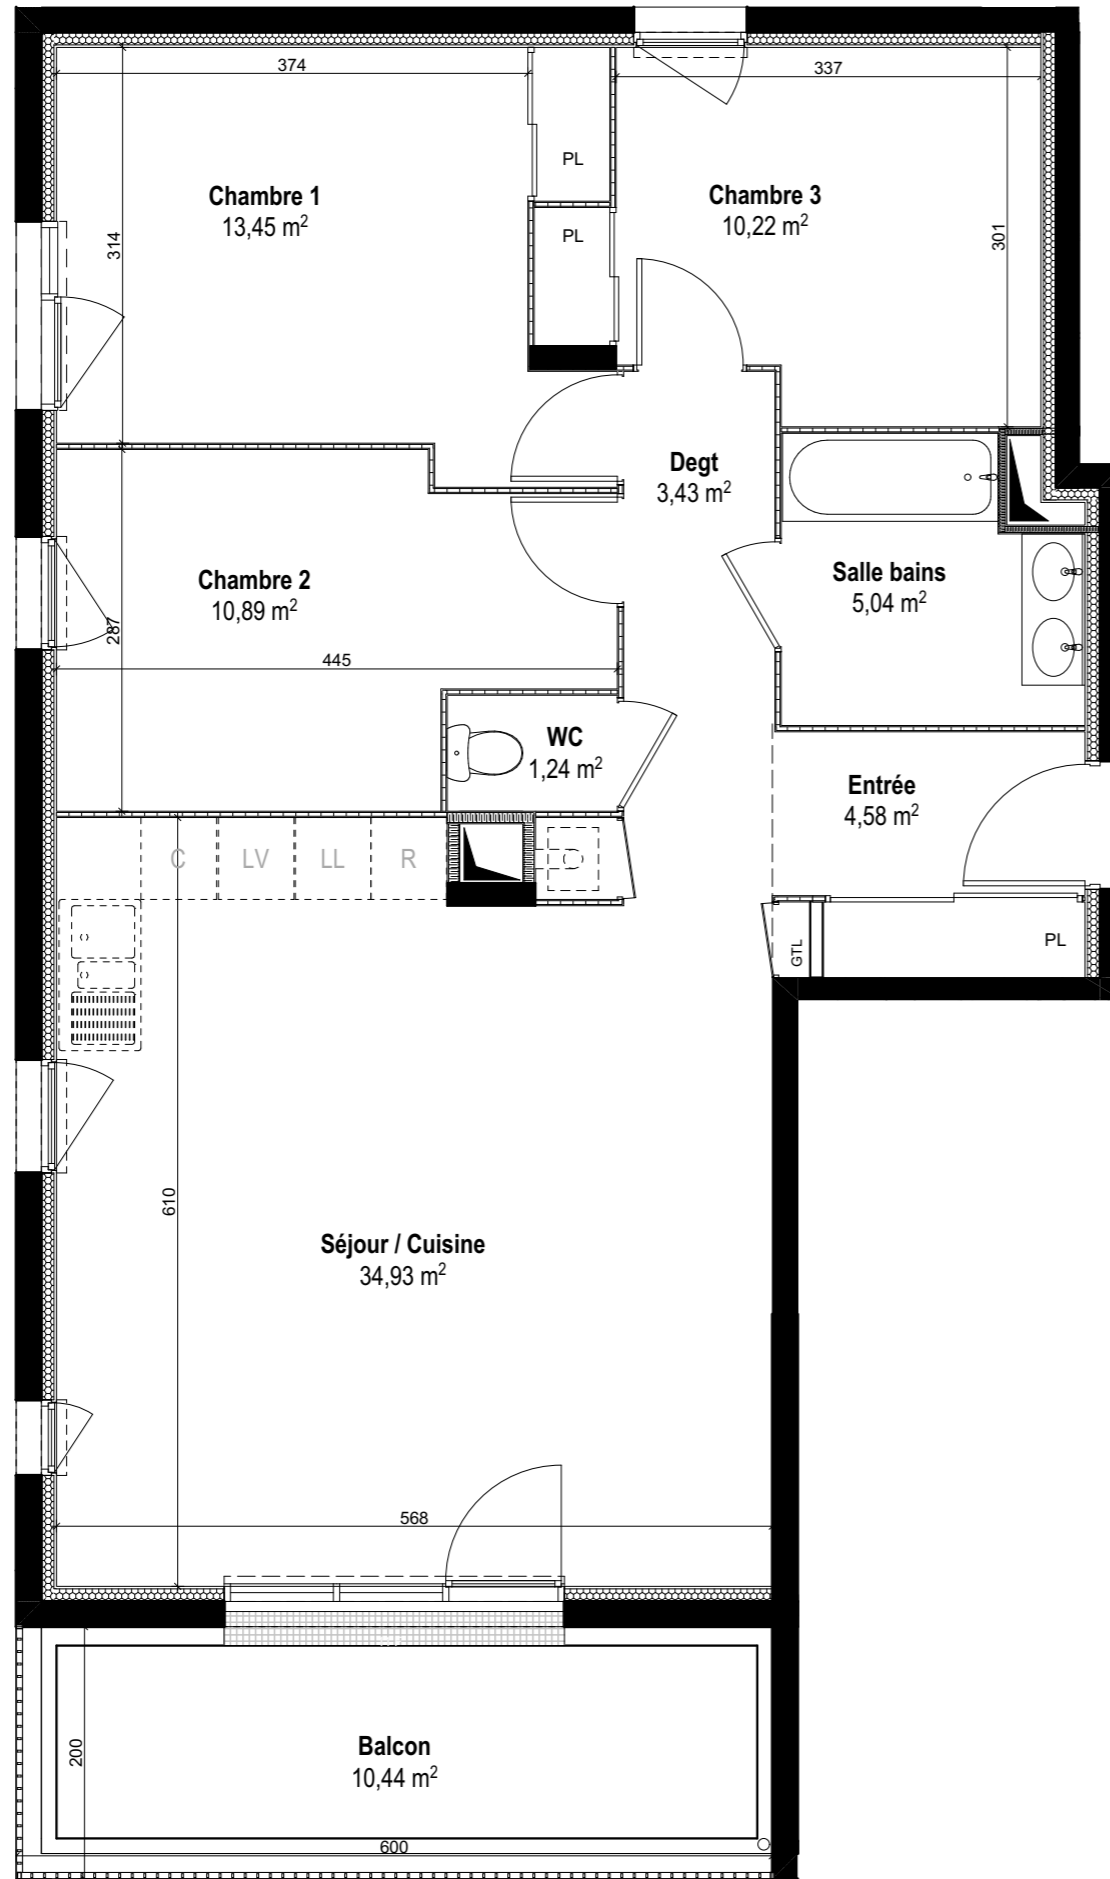 374
337
PL
Chambre 1
13,45 m²
Chambre 3
10,22 m²
PL
314
301
Degt
3,43 m²
Chambre 2
10,89 m²
Salle bains
5,04 m²
287
445
WC
1,24 m²
Entrée
4,58 m²
C
LV
LL
R
GTL
PL
610
Séjour / Cuisine
34,93 m²
568
Balcon
10,44 m²
200
600